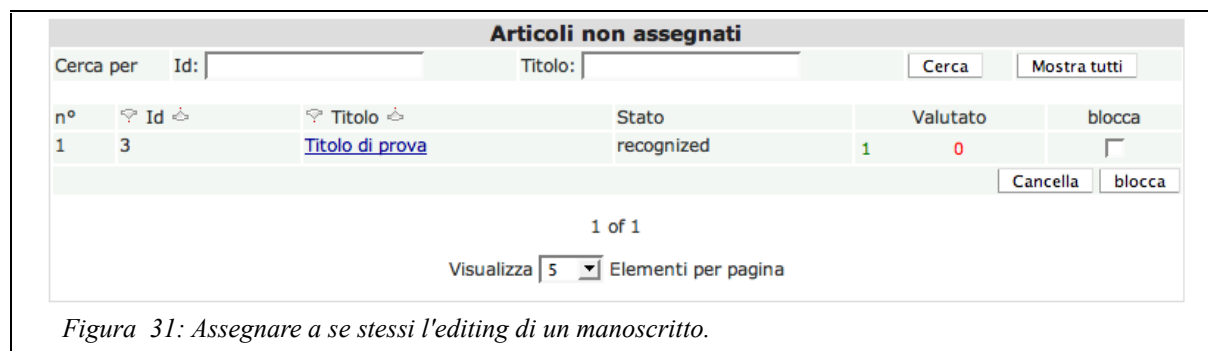 Articoli non assegnati
Cerca per Id: Titolo: Cerca Mostra tutti
n° Id Titolo Stato Valutato blocca
1 3 Titolo di prova recognized 1 0
Cancella blocca
1 of 1
Visualizza 5 Elementi per pagina
Figura 31: Assegnare a se stessi l'editing di un manoscritto.